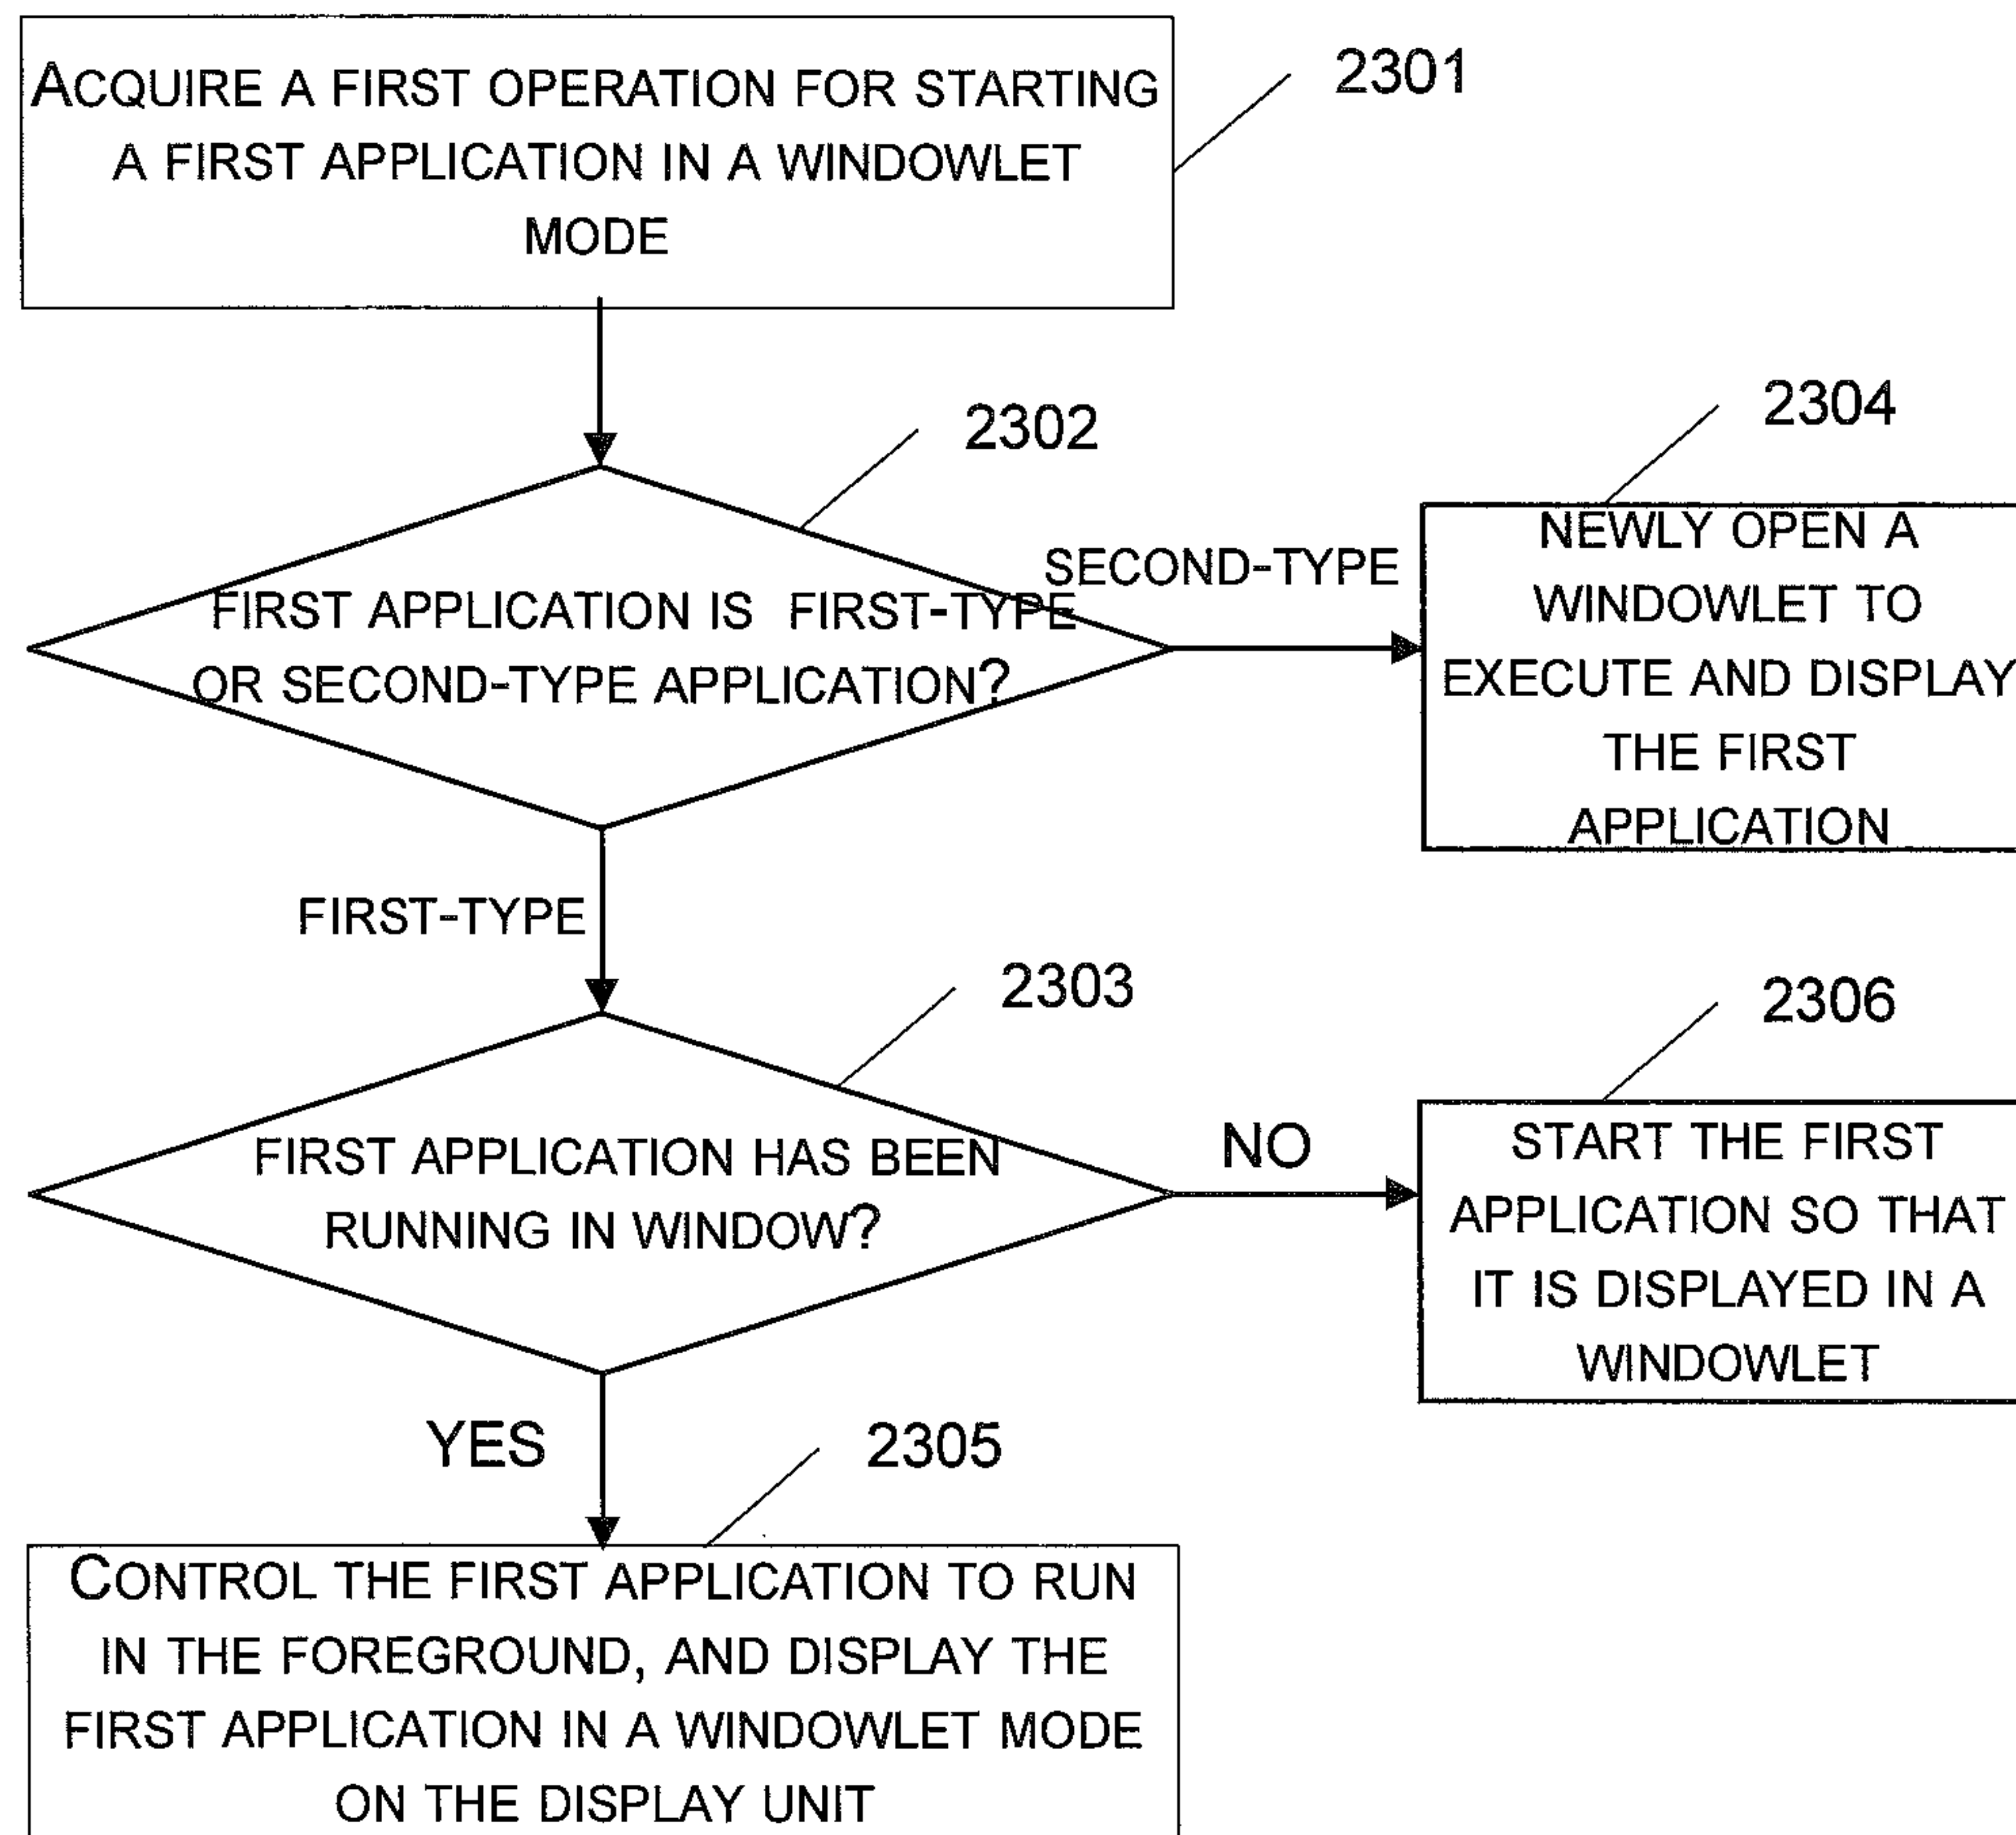 ACQUIRE A FIRST OPERATION FOR STARTING
A FIRST APPLICATION IN A WINDOWLET
MODE
2301
2302
FIRST APPLICATION IS FIRST-TYPE
OR SECOND-TYPE APPLICATION?
SECOND-TYPE
2304
NEWLY OPEN A
WINDOWLET TO
EXECUTE AND DISPLAY
THE FIRST
APPLICATION
FIRST-TYPE
2303
FIRST APPLICATION HAS BEEN
RUNNING IN WINDOW?
NO
2306
START THE FIRST
APPLICATION SO THAT
IT IS DISPLAYED IN A
WINDOWLET
YES
2305
CONTROL THE FIRST APPLICATION TO RUN
IN THE FOREGROUND, AND DISPLAY THE
FIRST APPLICATION IN A WINDOWLET MODE
ON THE DISPLAY UNIT